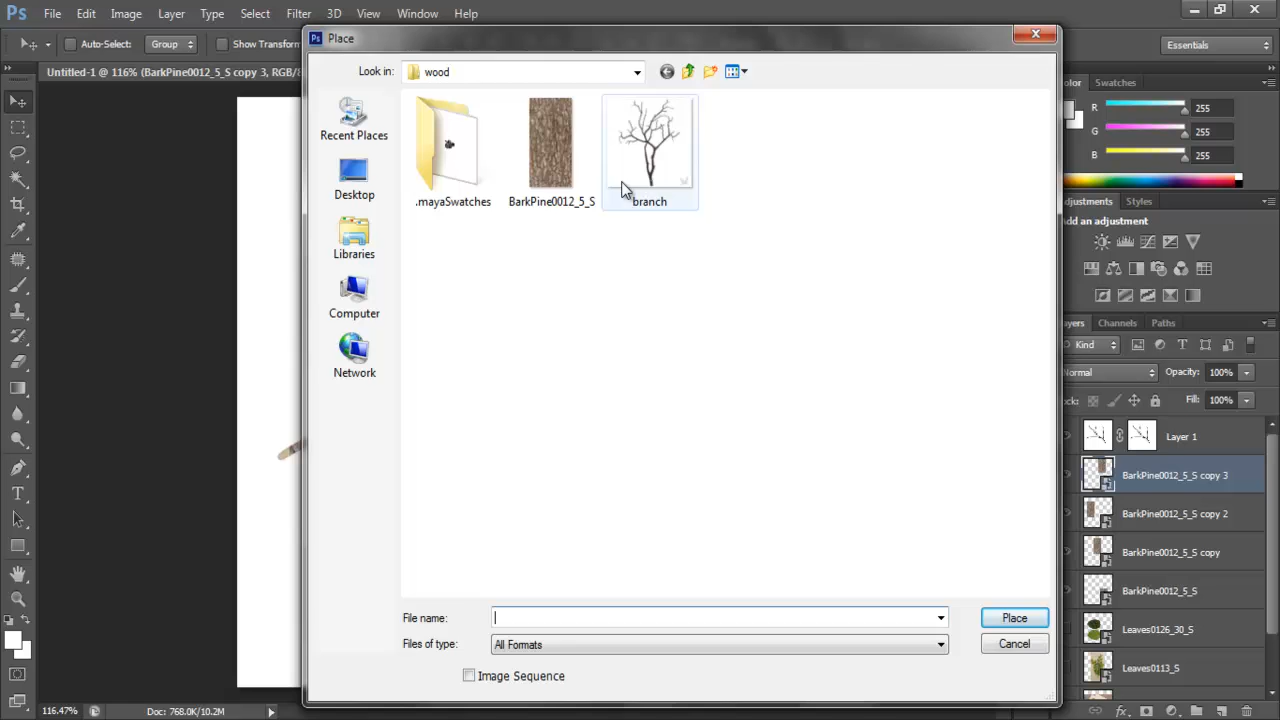 Ps File Edit Image Layer Type Select Filter 3D View Window Help
Auto-Select: Group Show Transform
Essentials
Untitled-1 @ 116% (BarkPine0012_5_S copy 3, RGB/8
Ps Place
Look in: wood
Recent Places
Desktop
Libraries
Computer
Network
.mayaSwatches BarkPine0012_5_S branch
File name:
Files of type: All Formats
Image Sequence
Place
Cancel
olor Swatches
R 255
G 255
B 255
Adjustments Styles
Add an adjustment
ayers Channels Paths
Kind
Normal Opacity: 100%
ock: Fill: 100%
Layer 1
BarkPine0012_5_S copy 3
BarkPine0012_5_S copy 2
BarkPine0012_5_S copy
BarkPine0012_5_S
Leaves0126_30_S
Leaves0113_S
116.47% Doc: 768.0K/10.2M